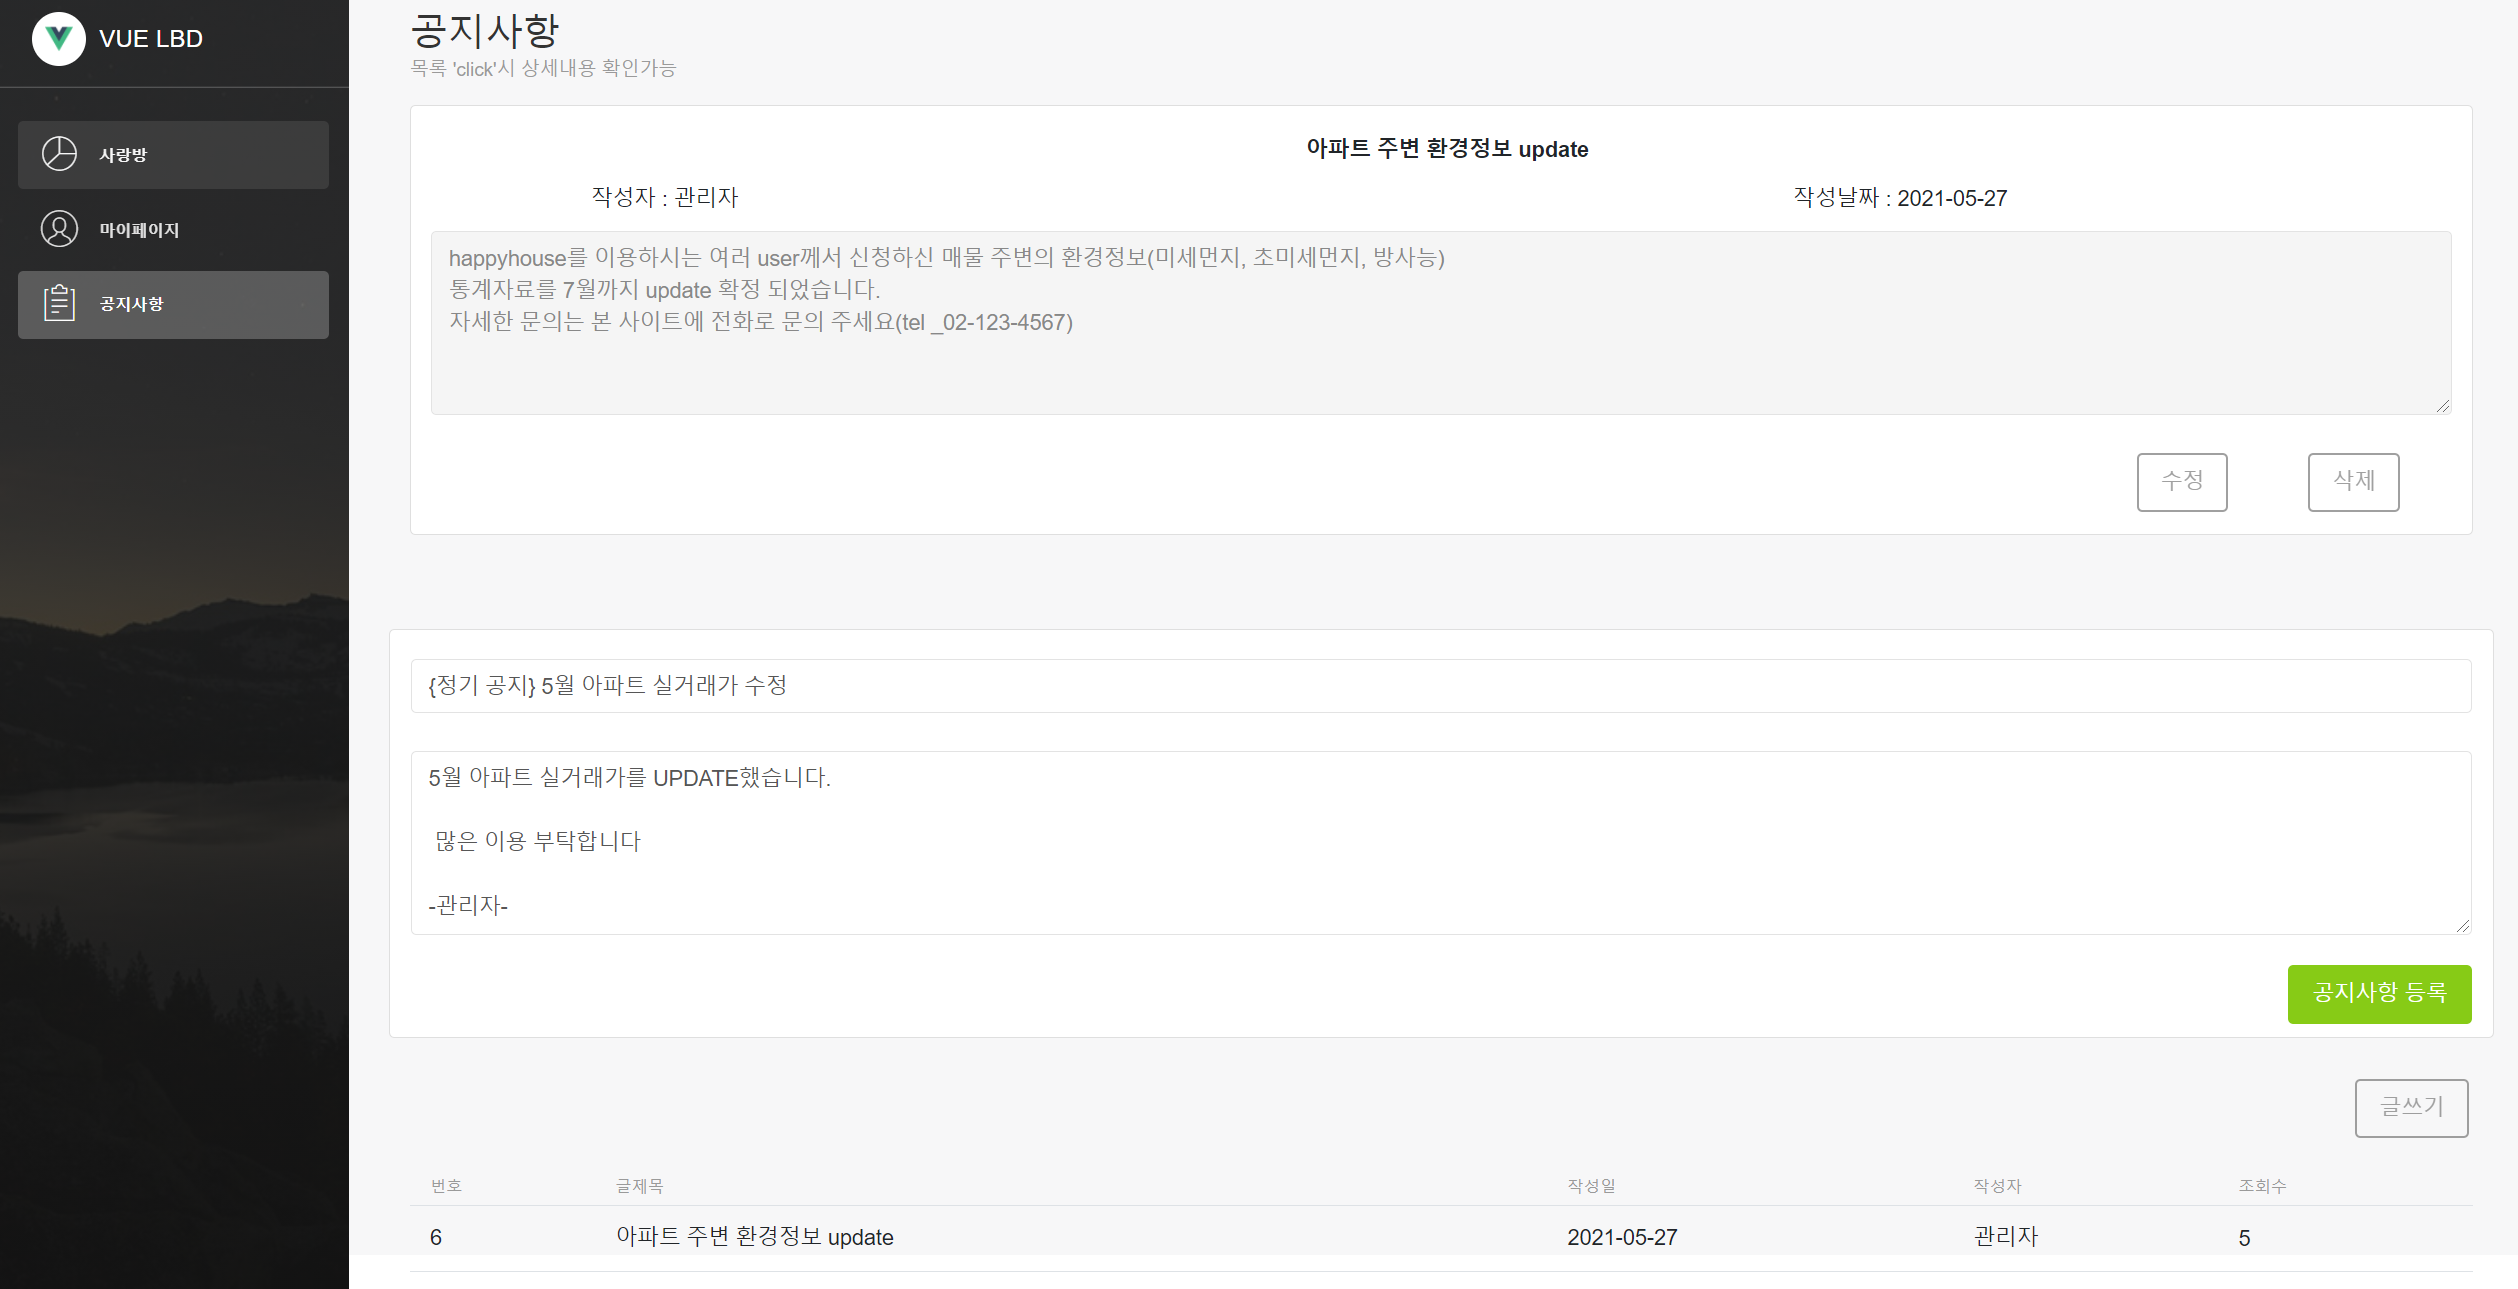 VUE LBD
사랑방
마이페이지
공지사항
공지사항
목록 'click'시 상세내용 확인가능
아파트 주변 환경정보 update
작성자 : 관리자
작성날짜 : 2021-05-27
happyhouse를 이용하시는 여러 user께서 신청하신 매물 주변의 환경정보(미세먼지, 초미세먼지, 방사능)
통계자료를 7월까지 update 확정 되었습니다.
자세한 문의는 본 사이트에 전화로 문의 주세요(tel _02-123-4567)
수정
삭제
{정기 공지} 5월 아파트 실거래가 수정
5월 아파트 실거래가를 UPDATE했습니다.
많은 이용 부탁합니다
-관리자-
공지사항 등록
글쓰기
번호 글제목 작성일 작성자 조회수
6 아파트 주변 환경정보 update 2021-05-27 관리자 5